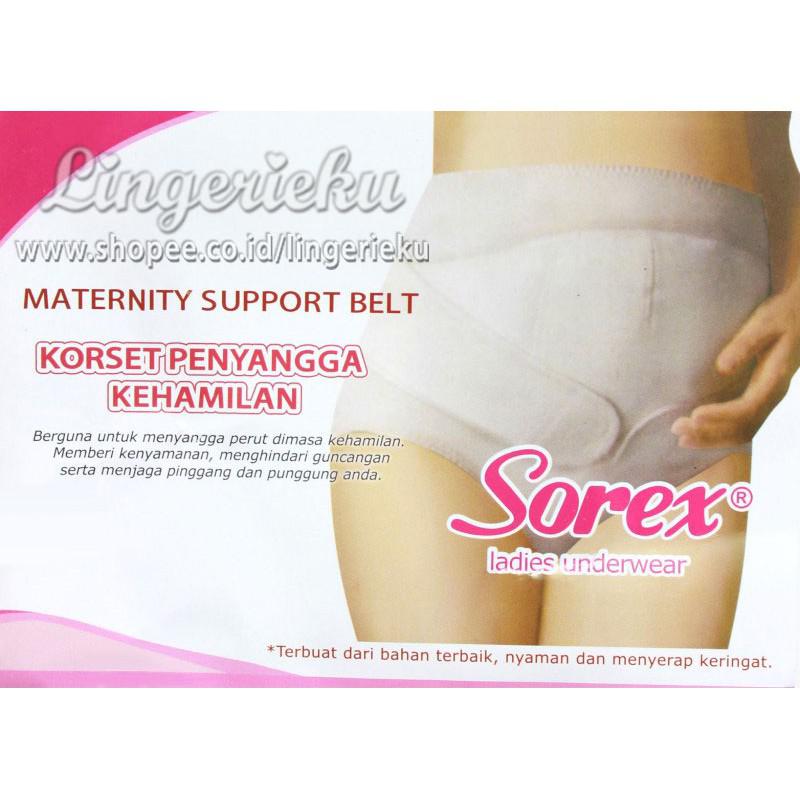 Lingerieku
www.shopee.co.id/lingerieku
MATERNITY SUPPORT BELT
KORSET PENYANGGA
KEHAMILAN
Berguna untuk menyangga perut dimasa kehamilan.
Memberi kenyamanan, menghindari guncangan
serta menjaga pinggang dan punggung anda.
Sorex®
ladies underwear
*Terbuat dari bahan terbaik, nyaman dan menyerap keringat.